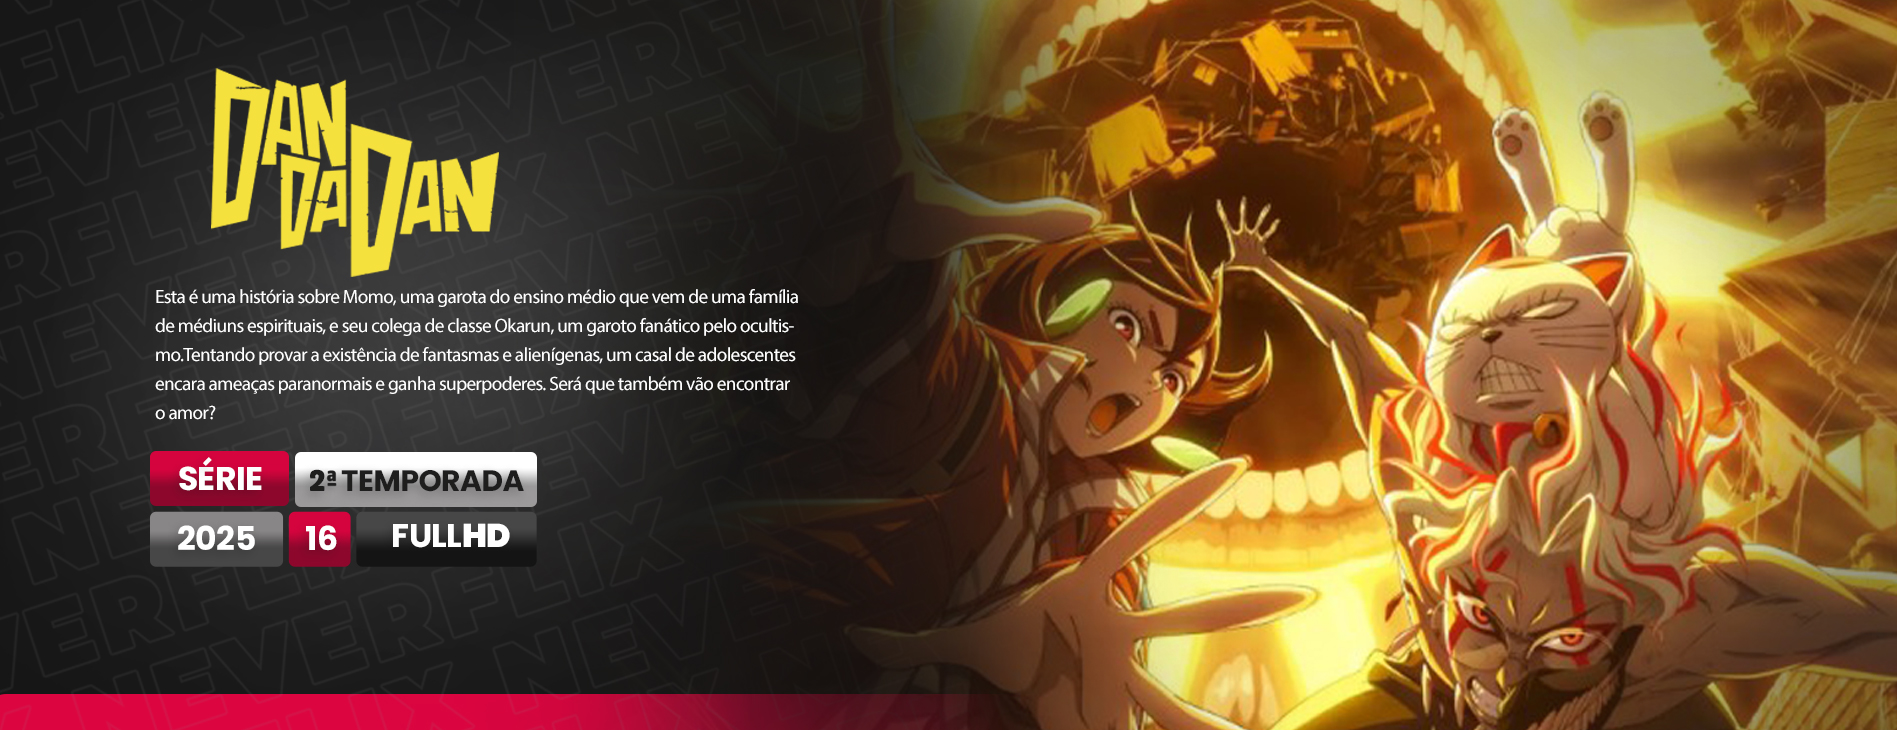 DAN
DA
DAN
Esta é uma história sobre Momo, uma garota do ensino médio que vem de uma família
de médiuns espirituais, e seu colega de classe Okarun, um garoto fanático pelo ocultis-
mo.Tentando provar a existência de fantasmas e alienígenas, um casal de adolescentes
encara ameaças paranormais e ganha superpoderes. Será que também vão encontrar
o amor?
SÉRIE
2ª TEMPORADA
2025
16
FULLHD
NEVERFLIX